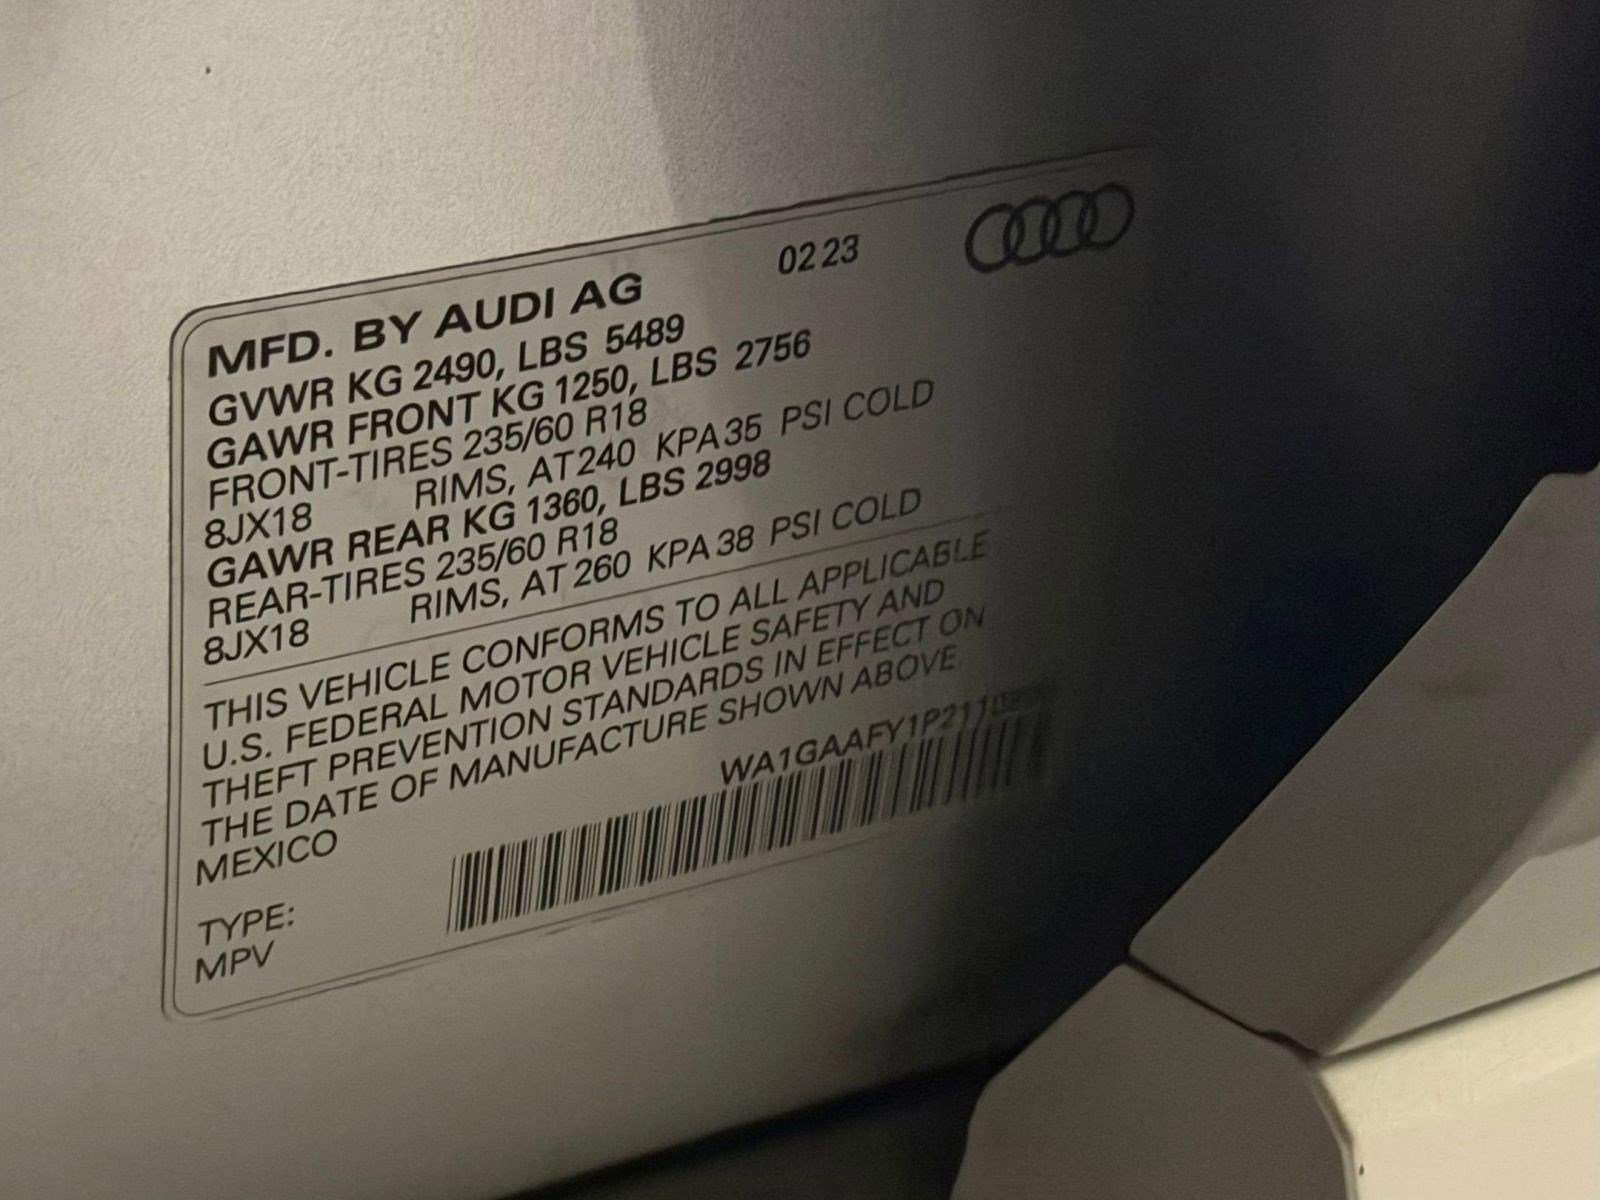 02 23
MFD. BY AUDI AG
GVWR KG 2490, LBS 5489
GAWR FRONT KG 1250, LBS 2756
FRONT-TIRES 235/60 R18
8JX18 RIMS, AT 240 KPA 35 PSI COLD
GAWR REAR KG 1360, LBS 2998
REAR-TIRES 235/60 R18
8JX18 RIMS, AT 260 KPA 38 PSI COLD
THIS VEHICLE CONFORMS TO ALL APPLICABLE
U.S. FEDERAL MOTOR VEHICLE SAFETY AND
THEFT PREVENTION STANDARDS IN EFFECT ON
THE DATE OF MANUFACTURE SHOWN ABOVE
MEXICO
TYPE:
MPV